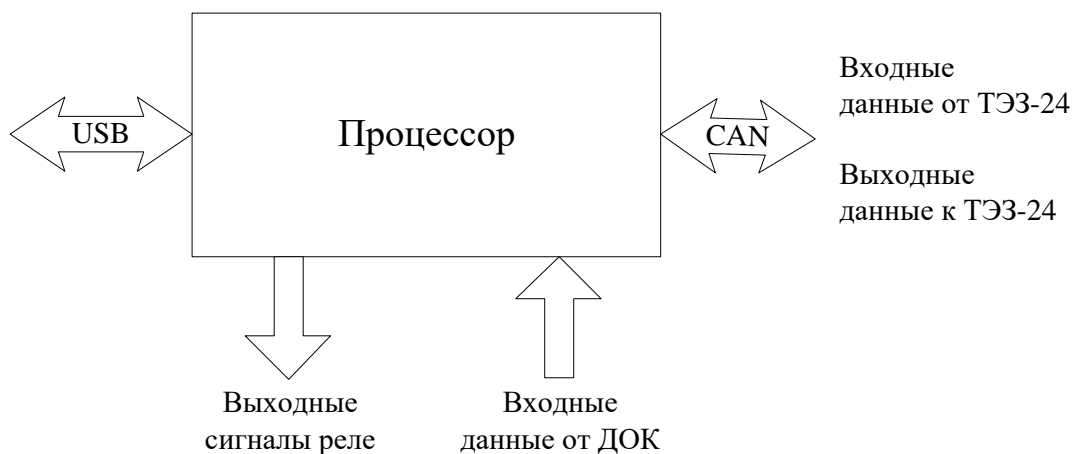 Входные
данные от ТЭЗ-24
USB
Процессор
CAN
Выходные
данные к ТЭЗ-24
Выходные
сигналы реле
Входные
данные от ДОК